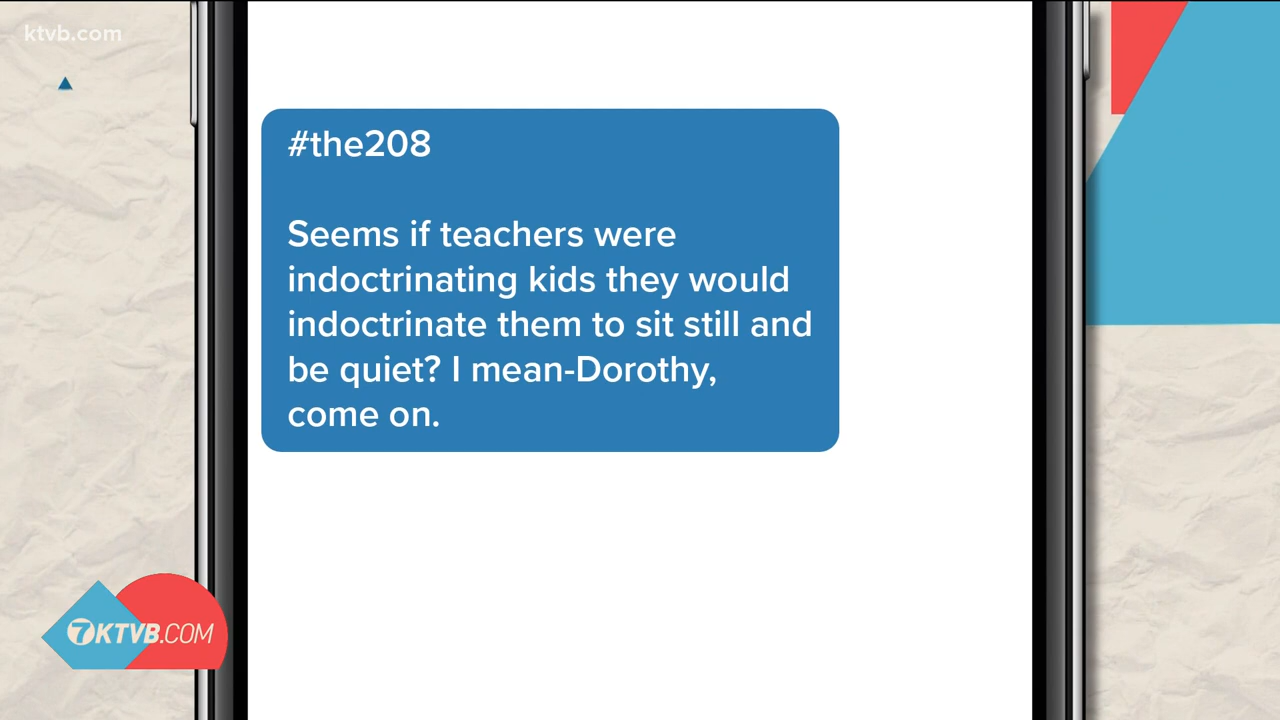 ktvb.com
#the208
Seems if teachers were
indoctrinating kids they would
indoctrinate them to sit still and
be quiet? I mean-Dorothy,
come on.
7KTVB.COM